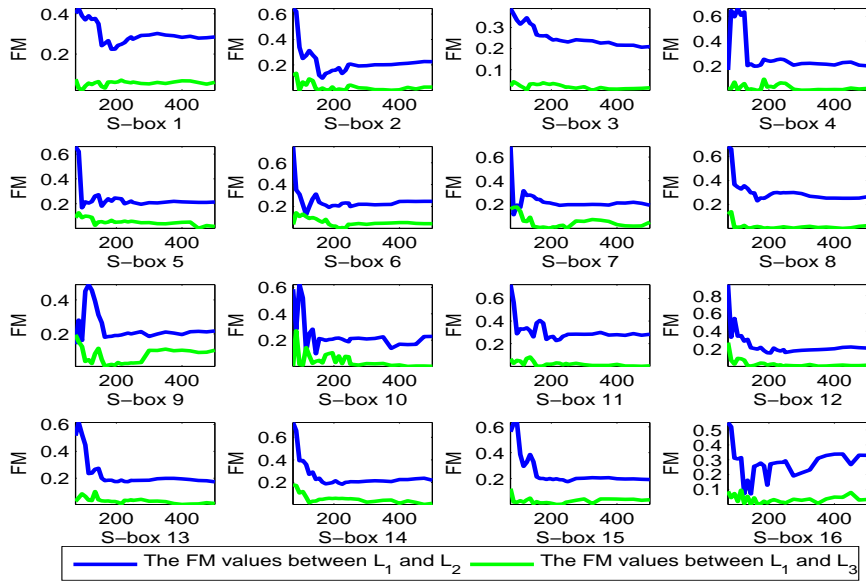 FM 0.4 0.2 200 400 S-box 1
0.6 0.4 0.2 200 400 S-box 2
FM 0.3 0.2 0.1 200 400 S-box 3
FM 0.6 0.4 0.2 200 400 S-box 4
FM 0.6 0.4 0.2 200 400 S-box 5
0.6 0.4 0.2 200 400 S-box 6
FM 0.6 0.4 0.2 200 400 S-box 7
FM 0.6 0.4 0.2 200 400 S-box 8
FM 0.4 0.2 200 400 S-box 9
0.6 0.4 0.2 200 400 S-box 10
FM 0.6 0.4 0.2 200 400 S-box 11
FM 0.8 0.6 0.4 0.2 200 400 S-box 12
FM 0.6 0.4 0.2 200 400 S-box 13
FM 0.6 0.4 0.2 200 400 S-box 14
FM 0.6 0.4 0.2 200 400 S-box 15
FM 0.5 0.4 0.3 0.2 0.1 200 400 S-box 16
The FM values between L_1 and L_2 The FM values between L_1 and L_3